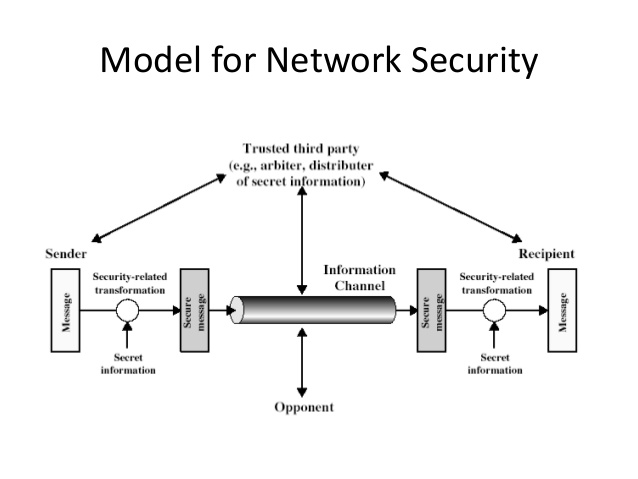 Model for Network Security
Trusted third party
(e.g., arbiter, distributer
of secret information)
Sender
Recipient
Information
Channel
Security-related
transformation
Security-related
transformation
Message
Secure
message
Secure
message
Message
Secret
information
Secret
information
Opponent